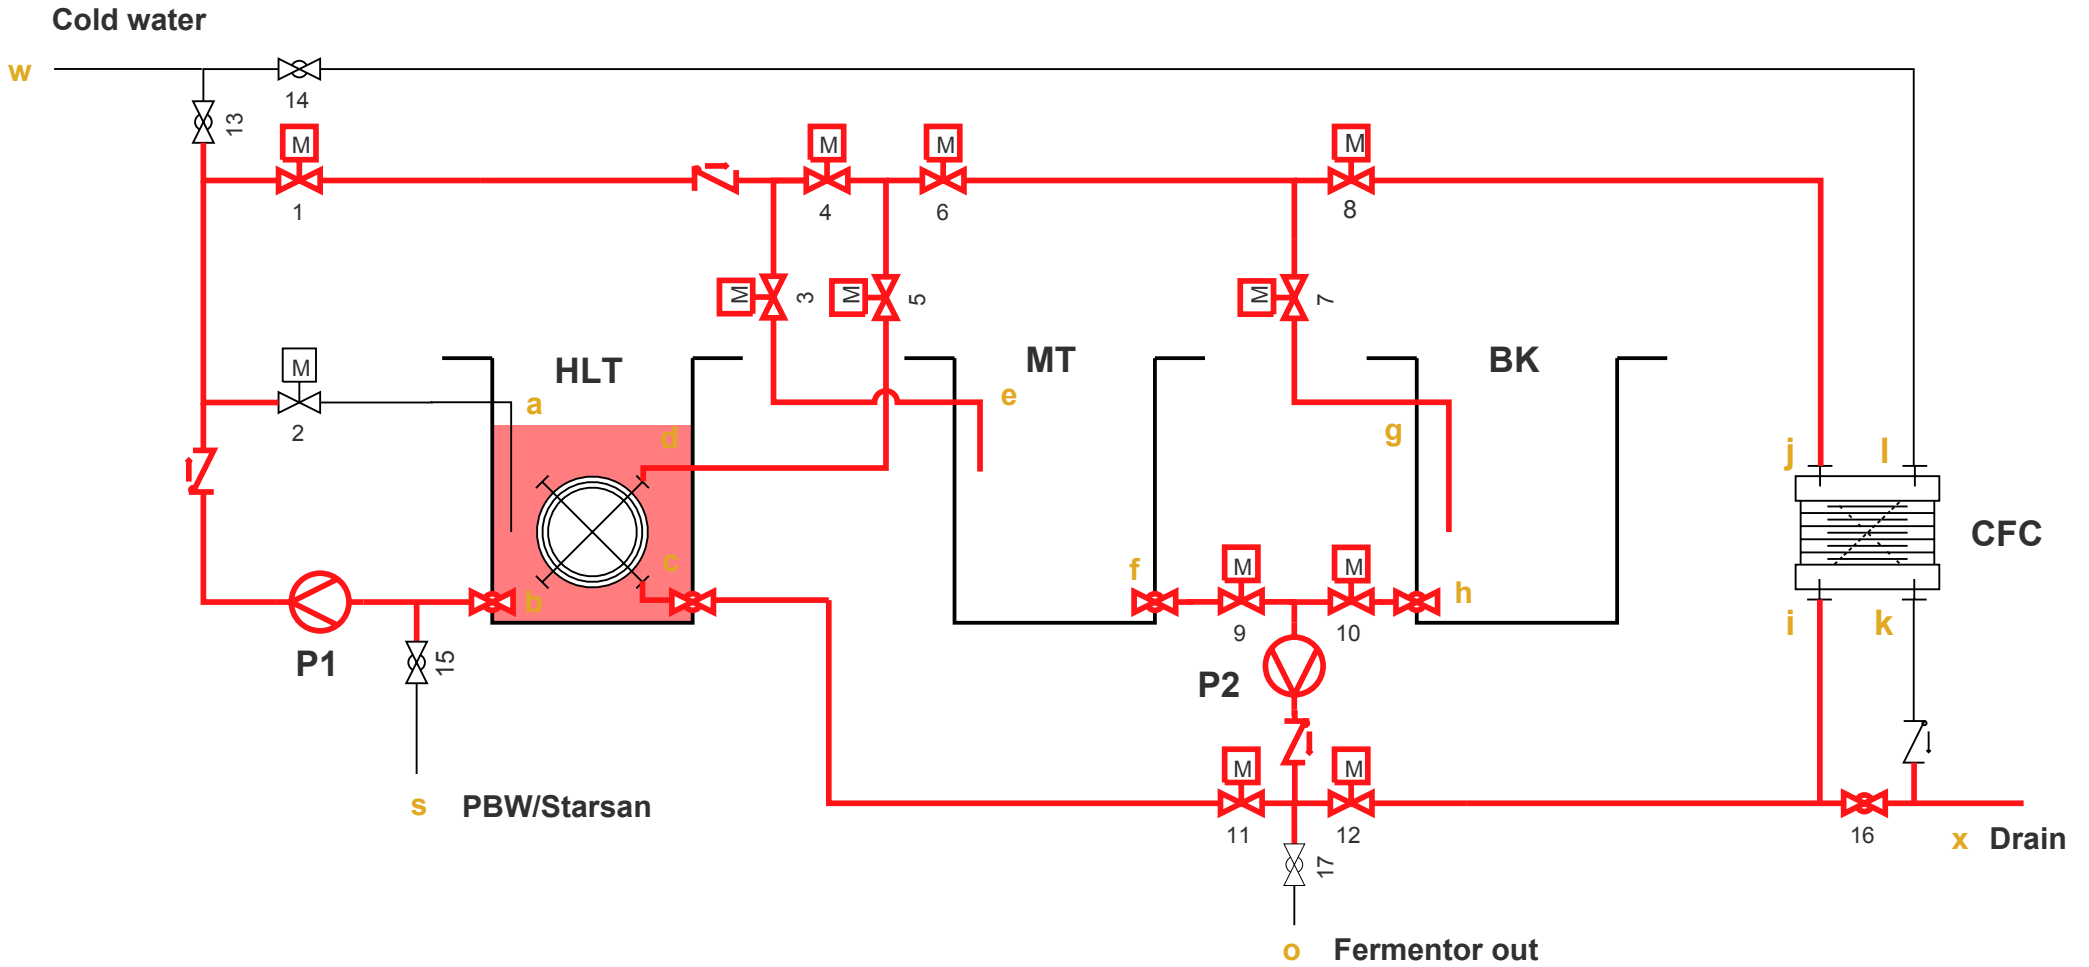 Cold water
w
14
13
M
M
M
M
1
4
6
8
M
3
M
5
M
7
HLT
MT
BK
M
a
e
2
d
g
j
l
CFC
c
f
M
M
b
h
9
10
i
k
P1
15
P2
M
M
s
PBW/Starsan
11
12
16
x
Drain
17
o
Fermentor out